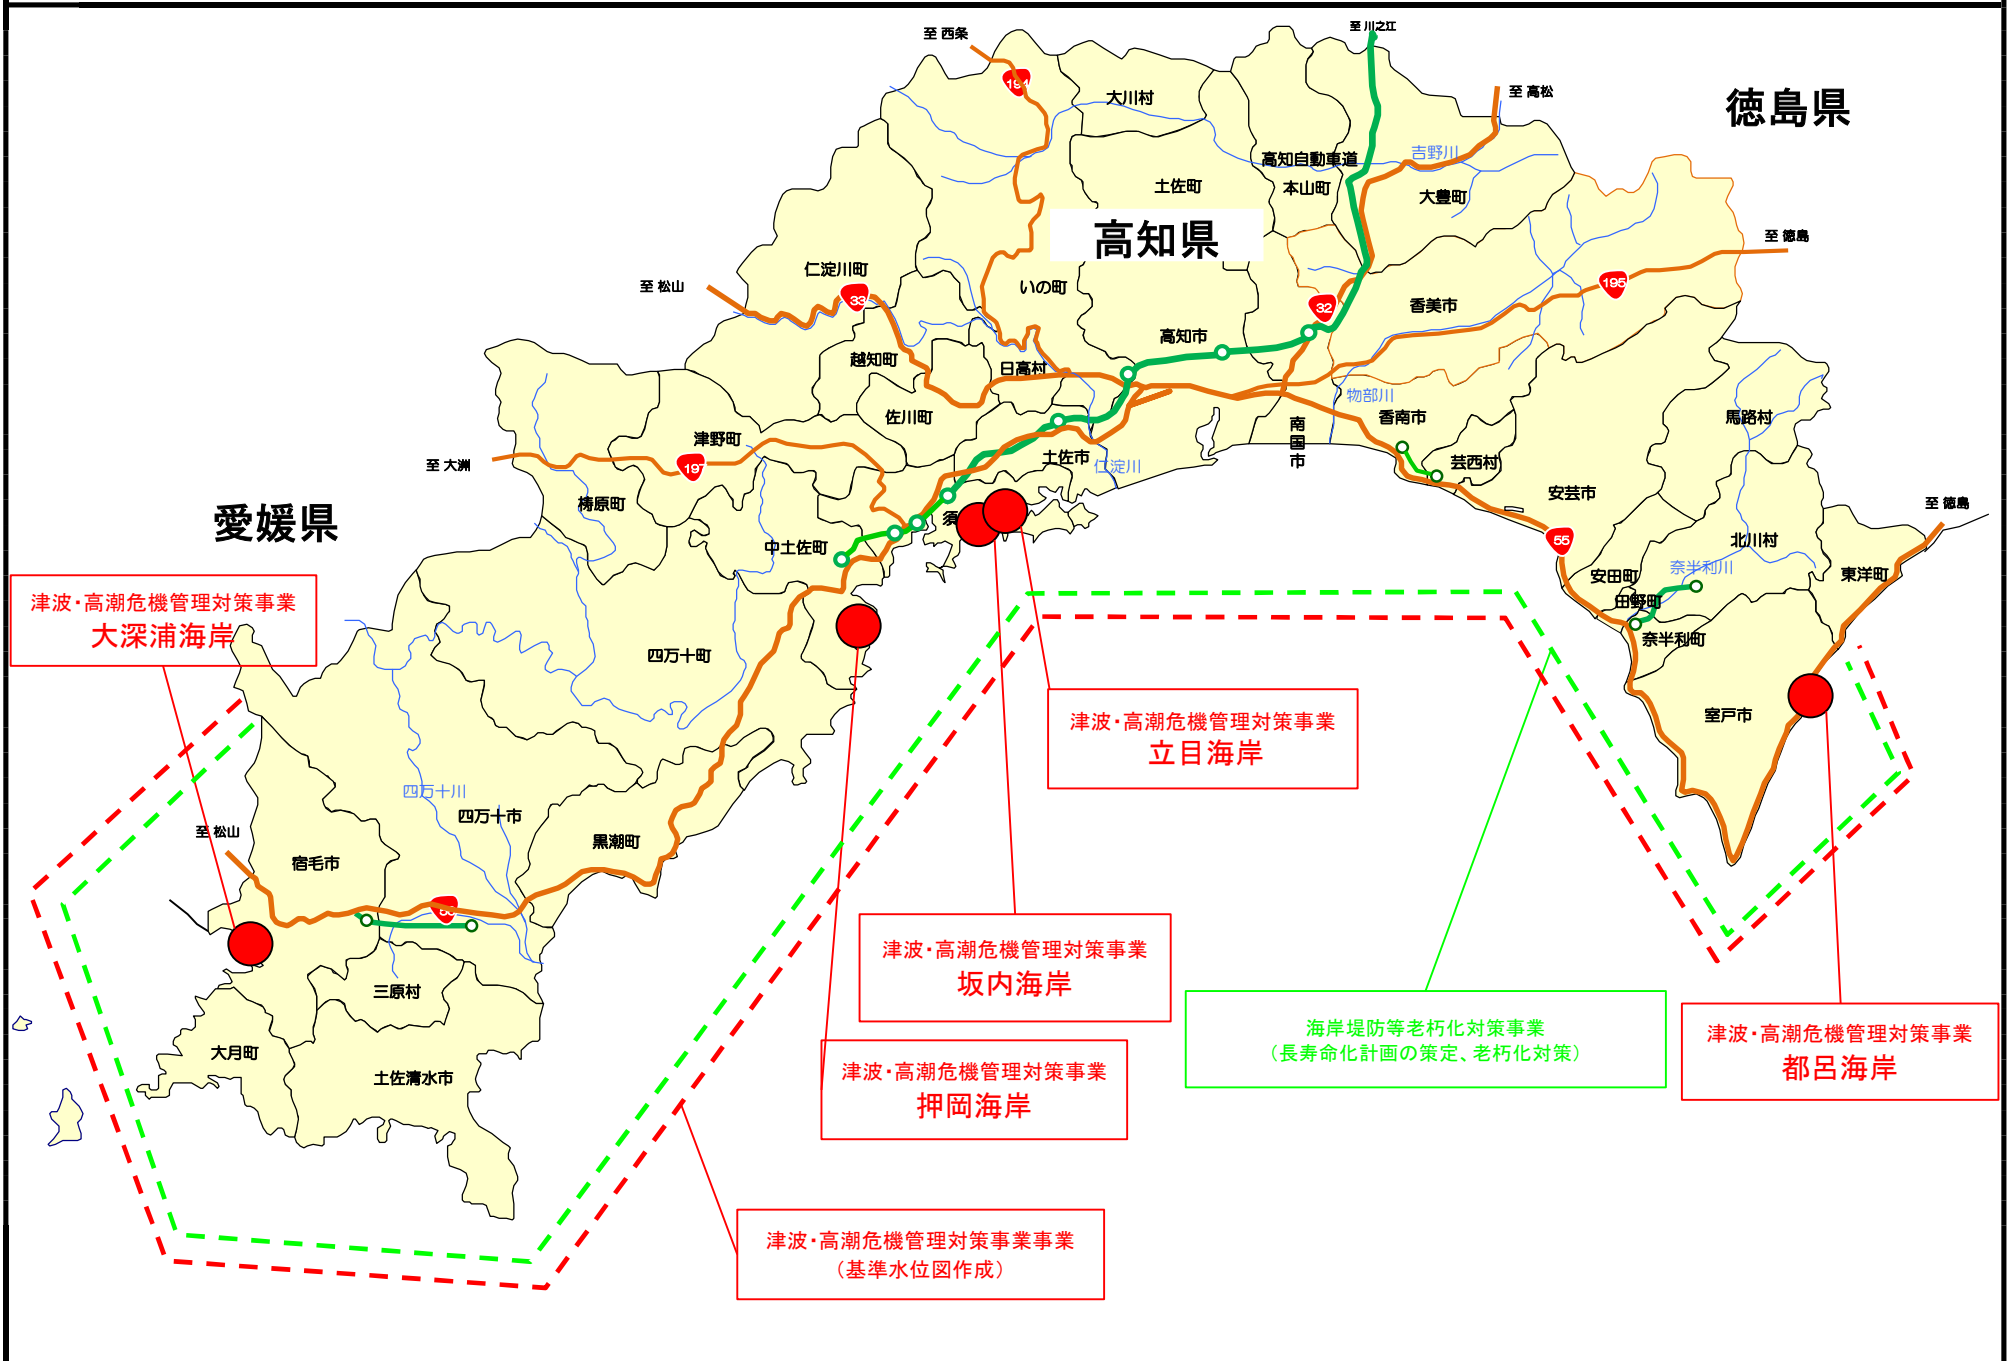 至 西条
至 川之江
194
大川村
至 高松
徳島県
高知自動車道
吉野川
土佐町
本山町
大豊町
高知県
至 徳島
仁淀川町
至 松山
33
いの町
195
32
香美市
高知市
越知町
日高村
佐川町
物部川
香南市
馬路村
南国市
津野町
土佐市
仁淀川
芸西村
至 大洲
197
安芸市
梼原町
愛媛県
須
至 徳島
中土佐町
55
北川村
奈半利川
安田町
東洋町
田野町
奈半利町
津波・高潮危機管理対策事業
大深浦海岸
四万十町
室戸市
津波・高潮危機管理対策事業
立目海岸
四万十川
四万十市
至 松山
黒潮町
宿毛市
津波・高潮危機管理対策事業
坂内海岸
三原村
海岸堤防等老朽化対策事業
（長寿命化計画の策定、老朽化対策）
津波・高潮危機管理対策事業
都呂海岸
大月町
土佐清水市
津波・高潮危機管理対策事業
押岡海岸
津波・高潮危機管理対策事業事業
（基準水位図作成）